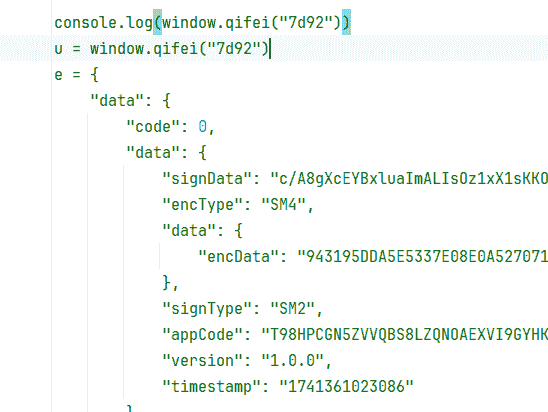 console.log(window.qifei("7d92"))
u = window.qifei("7d92")
e = {
"data": {
"code": 0,
"data": {
"signData": "c/A8gXcEYBxluaImALIsOz1xX1sKKO
"encType": "SM4",
"data": {
"encData": "943195DDA5E5337E08E0A527071
},
"signType": "SM2",
"appCode": "T98HPCGN5ZVVQBS8LZQNOAEXVI9GYHK
"version": "1.0.0",
"timestamp": "1741361023086"
}